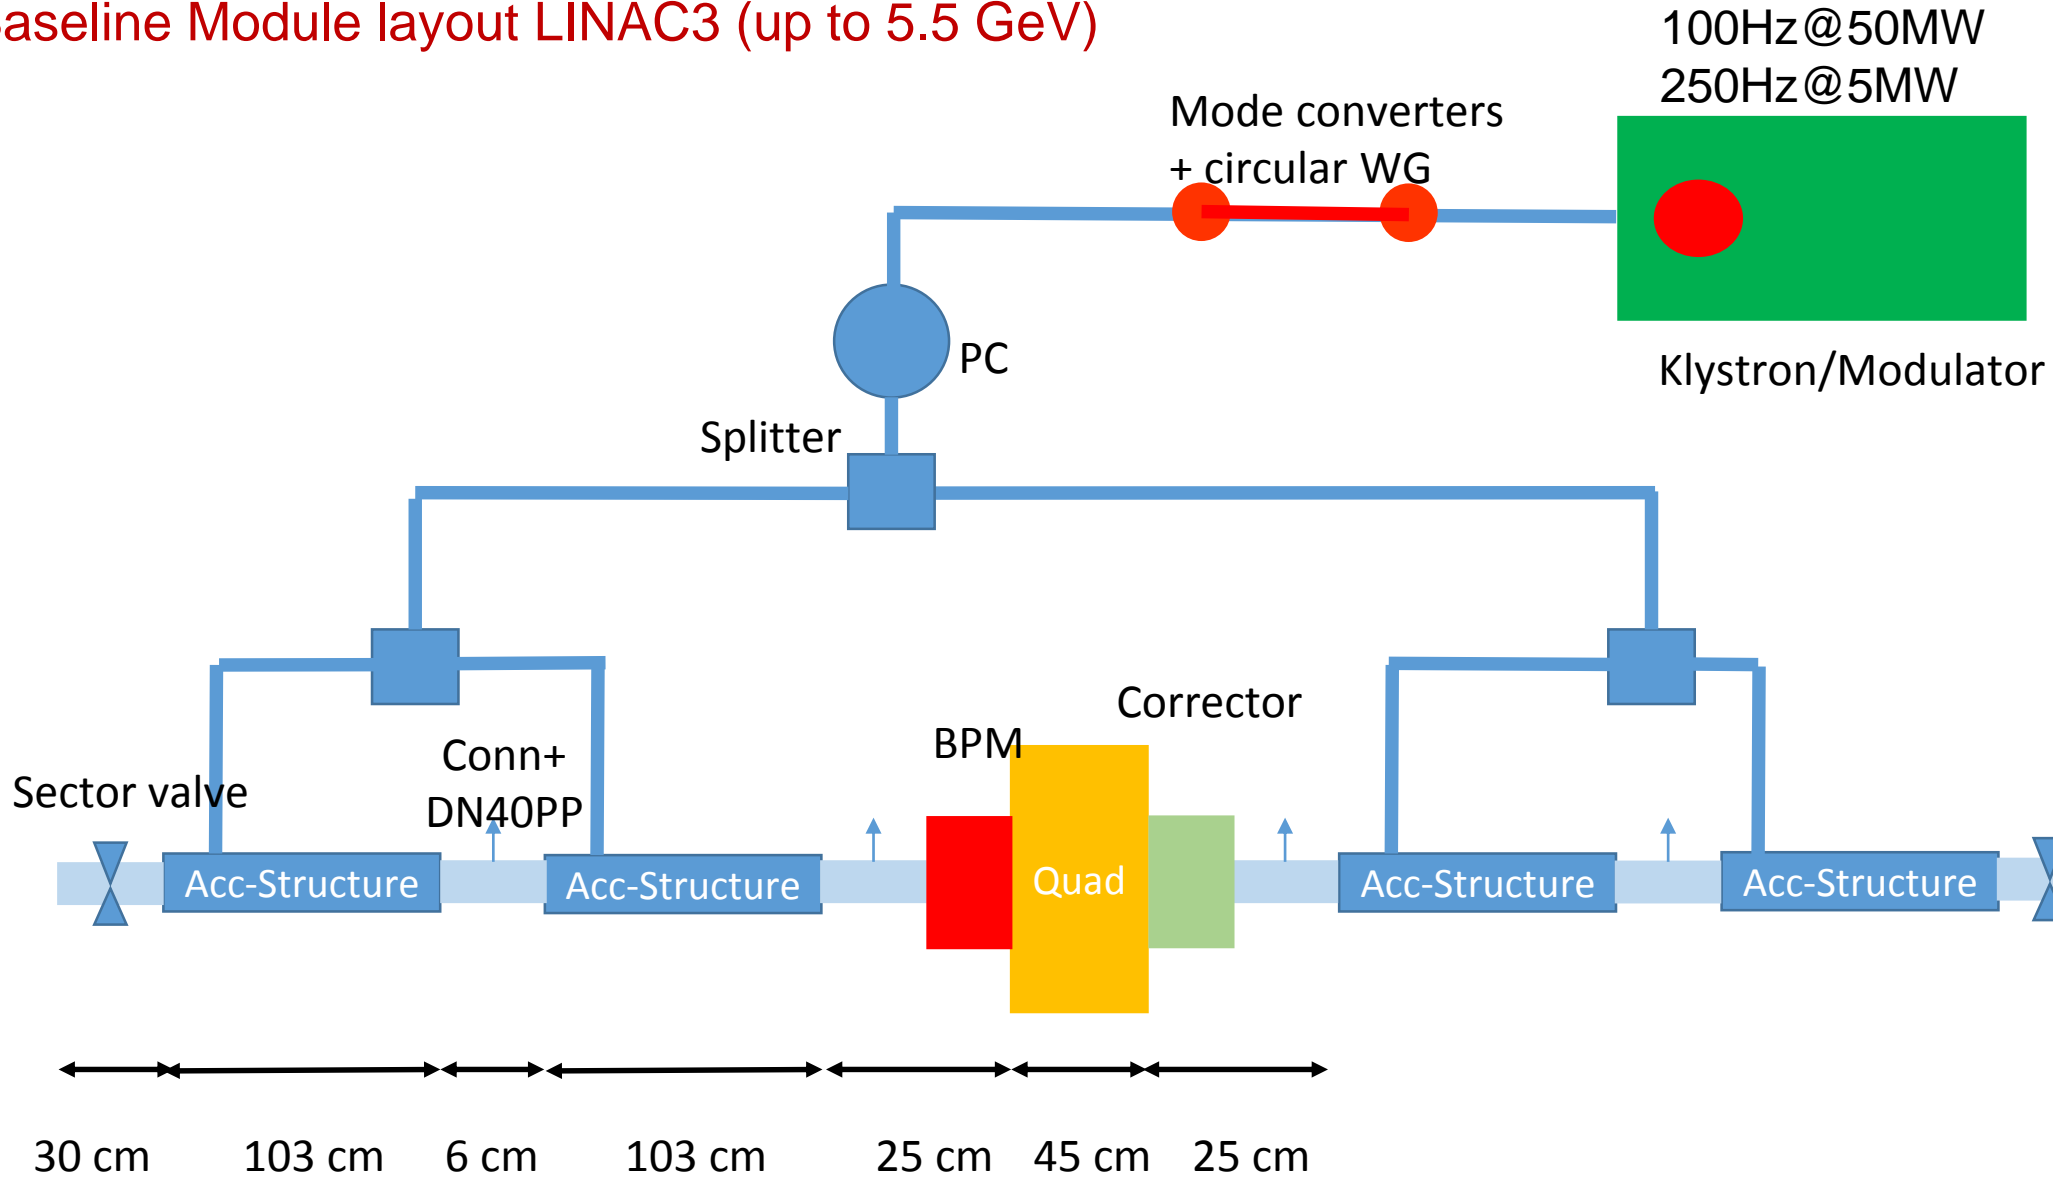 aseline Module layout LINAC3 (up to 5.5 GeV)
100Hz@50MW
250Hz@5MW
Mode converters
+ circular WG
PC
Klystron/Modulator
Splitter
Corrector
BPM
Conn+
DN40PP
Sector valve
Acc-Structure
Acc-Structure
Quad
Acc-Structure
Acc-Structure
30 cm
103 cm
6 cm
103 cm
25 cm
45 cm
25 cm